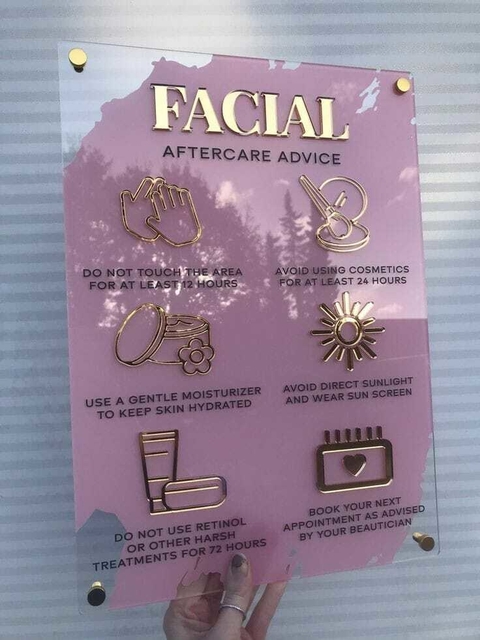 FACIAL
AFTERCARE ADVICE
DO NOT TOUCH THE AREA
FOR AT LEAST 12 HOURS
AVOID USING COSMETICS
FOR AT LEAST 24 HOURS
USE A GENTLE MOISTURIZER
TO KEEP SKIN HYDRATED
AVOID DIRECT SUNLIGHT
AND WEAR SUN SCREEN
DO NOT USE RETINOL
OR OTHER HARSH
TREATMENTS FOR 72 HOURS
BOOK YOUR NEXT
APPOINTMENT AS ADVISED
BY YOUR BEAUTICIAN